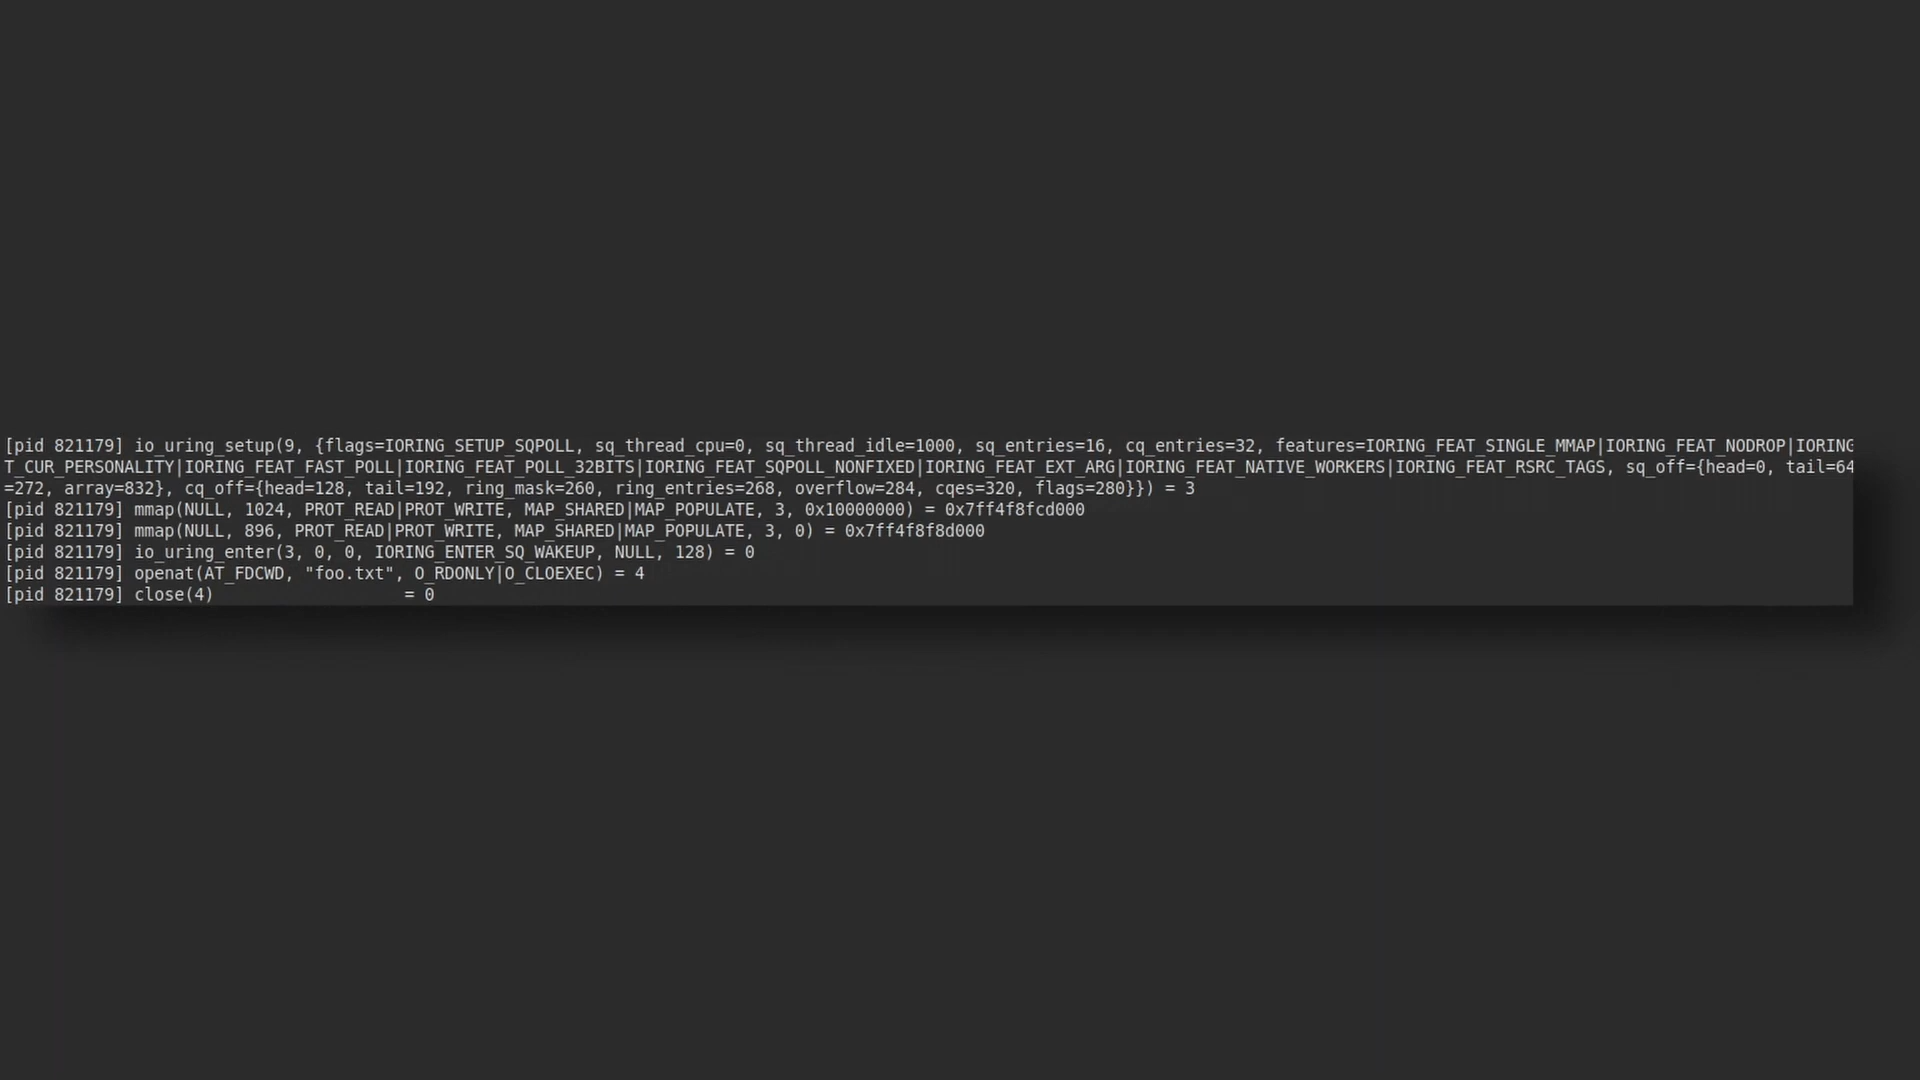 [pid 821179] io_uring_setup(9, {flags=IORING_SETUP_SQPOLL, sq_thread_cpu=0, sq_thread_idle=1000, sq_entries=16, cq_entries=32, features=IORING_FEAT_SINGLE_MMAP|IORING_FEAT_NODROP|IORING
T_CUR_PERSONALITY|IORING_FEAT_FAST_POLL|IORING_FEAT_POLL_32BITS|IORING_FEAT_SQPOLL_NONFIXED|IORING_FEAT_EXT_ARG|IORING_FEAT_NATIVE_WORKERS|IORING_FEAT_RSRC_TAGS, sq_off={head=0, tail=64
=272, array=832}, cq_off={head=128, tail=192, ring_mask=260, ring_entries=268, overflow=284, cqes=320, flags=280}}) = 3
[pid 821179] mmap(NULL, 1024, PROT_READ|PROT_WRITE, MAP_SHARED|MAP_POPULATE, 3, 0x10000000) = 0x7ff4f8fcd000
[pid 821179] mmap(NULL, 896, PROT_READ|PROT_WRITE, MAP_SHARED|MAP_POPULATE, 3, 0) = 0x7ff4f8f8d000
[pid 821179] io_uring_enter(3, 0, 0, IORING_ENTER_SQ_WAKEUP, NULL, 128) = 0
[pid 821179] openat(AT_FDCWD, "foo.txt", O_RDONLY|O_CLOEXEC) = 4
[pid 821179] close(4)                   = 0